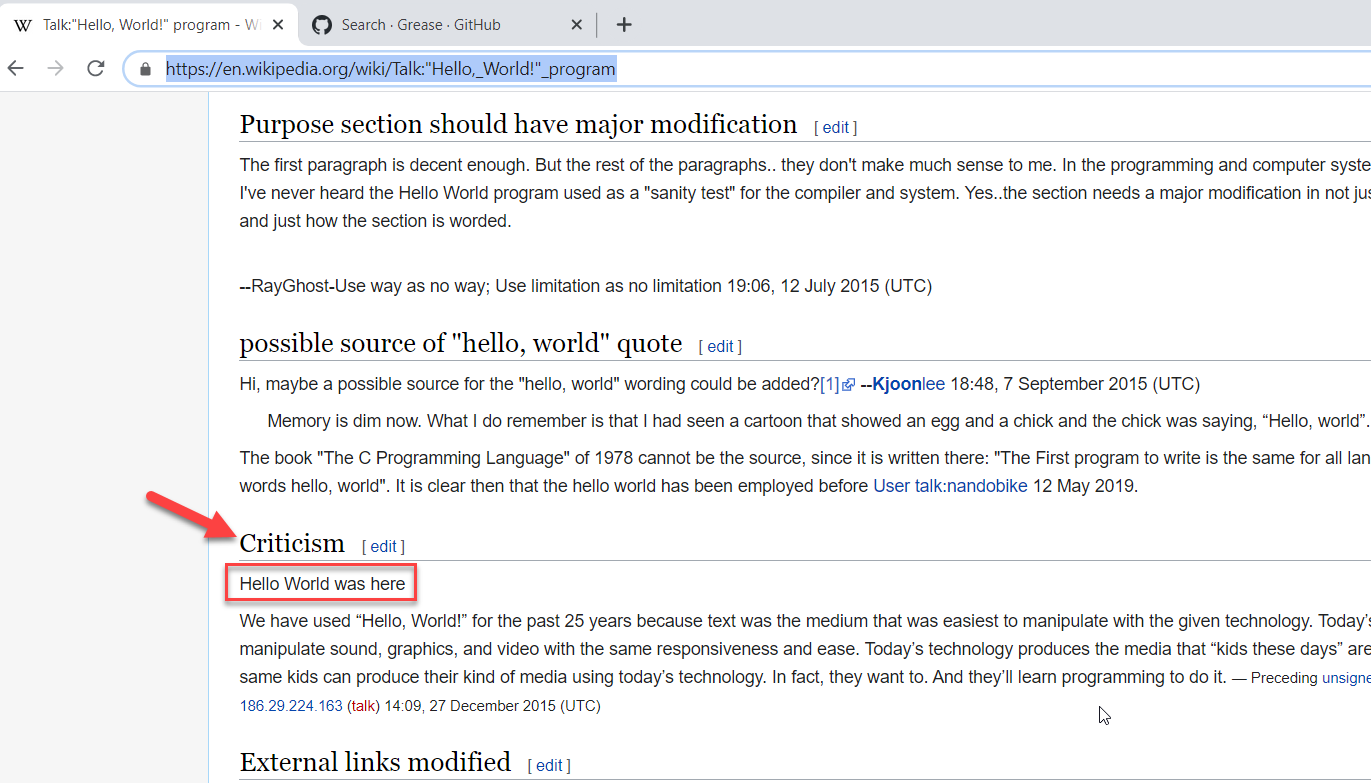 Talk:"Hello, World!" program - Wi
Search · Grease · GitHub
https://en.wikipedia.org/wiki/Talk:"Hello,_World!"_program
Purpose section should have major modification [ edit ]
The first paragraph is decent enough. But the rest of the paragraphs.. they don't make much sense to me. In the programming and computer syste
I've never heard the Hello World program used as a "sanity test" for the compiler and system. Yes..the section needs a major modification in not jus
and just how the section is worded.
--RayGhost-Use way as no way; Use limitation as no limitation 19:06, 12 July 2015 (UTC)
possible source of "hello, world" quote [ edit ]
Hi, maybe a possible source for the "hello, world" wording could be added?[1] --Kjoonlee 18:48, 7 September 2015 (UTC)
Memory is dim now. What I do remember is that I had seen a cartoon that showed an egg and a chick and the chick was saying, “Hello, world”.
The book "The C Programming Language" of 1978 cannot be the source, since it is written there: "The First program to write is the same for all lan
words hello, world". It is clear then that the hello world has been employed before User talk:nandobike 12 May 2019.
Criticism [ edit ]
Hello World was here
We have used “Hello, World!” for the past 25 years because text was the medium that was easiest to manipulate with the given technology. Today's
manipulate sound, graphics, and video with the same responsiveness and ease. Today’s technology produces the media that “kids these days” are
same kids can produce their kind of media using today’s technology. In fact, they want to. And they’ll learn programming to do it. — Preceding unsigne
186.29.224.163 (talk) 14:09, 27 December 2015 (UTC)
External links modified [ edit ]